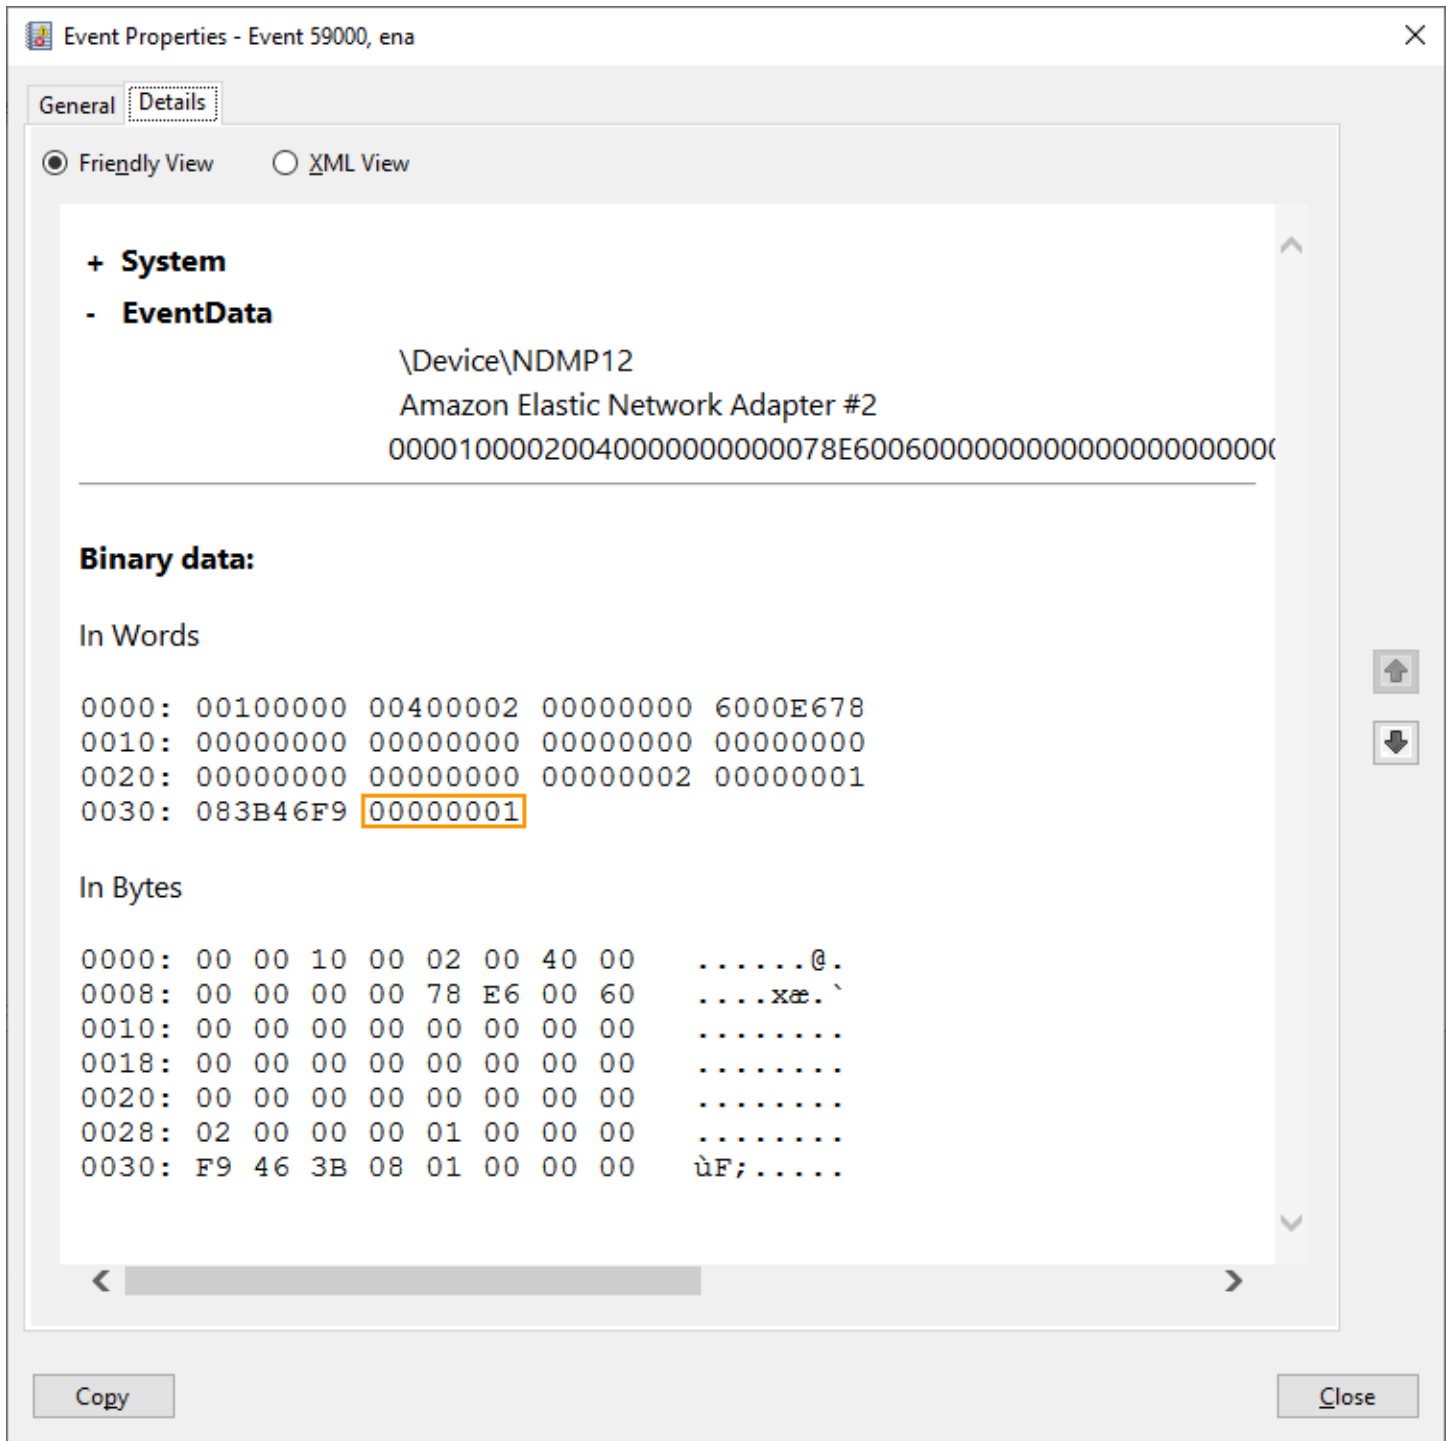 Event Properties - Event 59000, ena
General Details
Friendly View XML View
+ System
- EventData
\Device\NDMP12
Amazon Elastic Network Adapter #2
00001000020040000000000078E60060000000000000000000000
Binary data:
In Words
0000: 00100000 00400002 00000000 6000E678
0010: 00000000 00000000 00000000 00000000
0020: 00000000 00000000 00000002 00000001
0030: 083B46F9 00000001
In Bytes
0000: 00 00 10 00 02 00 40 00 ......@.
0008: 00 00 00 00 78 E6 00 60 ....xæ.`
0010: 00 00 00 00 00 00 00 00 ........
0018: 00 00 00 00 00 00 00 00 ........
0020: 00 00 00 00 00 00 00 00 ........
0028: 02 00 00 00 01 00 00 00 ........
0030: F9 46 3B 08 01 00 00 00 ùF;.....
Copy Close